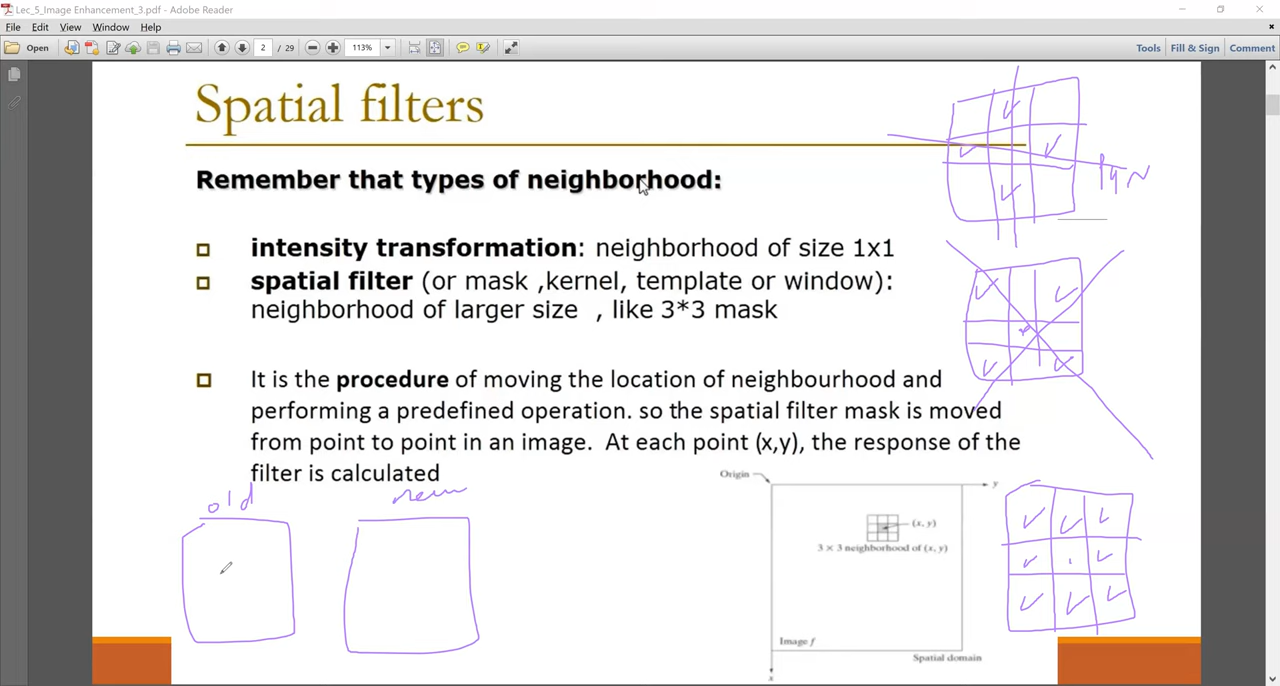 Lec_5_Image Enhancement_3.pdf - Adobe Reader
File Edit View Window Help
Open 2 / 29 113% Tools Fill & Sign Comment
Spatial filters
Remember that types of neighborhood:
intensity transformation: neighborhood of size 1x1
spatial filter (or mask ,kernel, template or window):
neighborhood of larger size , like 3*3 mask
It is the procedure of moving the location of neighbourhood and
performing a predefined operation. so the spatial filter mask is moved
from point to point in an image. At each point (x,y), the response of the
filter is calculated
old new
Origin
y
(x, y)
3 × 3 neighborhood of (x, y)
Image f
Spatial domain
x